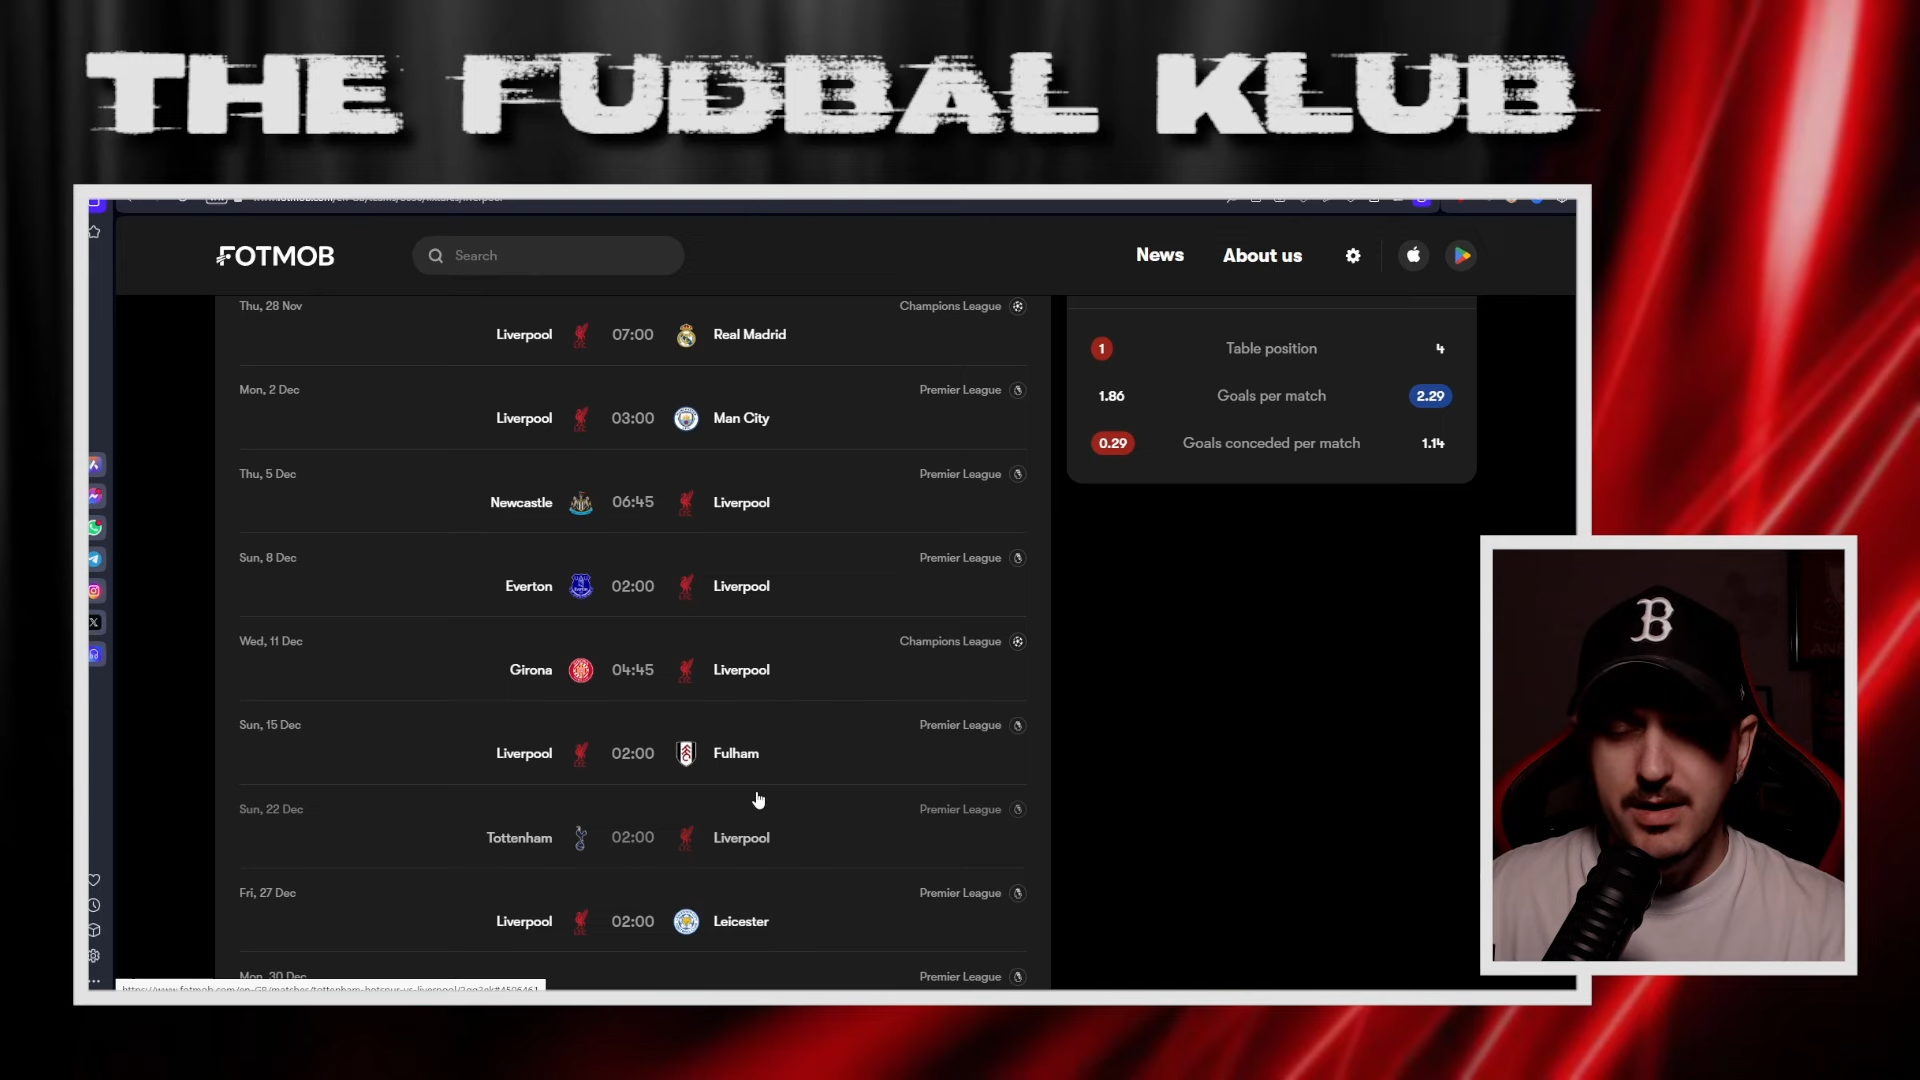 THE FUDBAL KLUB
FOTMOB
Search
News
About us
Thu, 28 Nov
Champions League
Liverpool 07:00 Real Madrid
Mon, 2 Dec
Premier League
Liverpool 03:00 Man City
Thu, 5 Dec
Premier League
Newcastle 06:45 Liverpool
Sun, 8 Dec
Premier League
Everton 02:00 Liverpool
Wed, 11 Dec
Champions League
Girona 04:45 Liverpool
Sun, 15 Dec
Premier League
Liverpool 02:00 Fulham
Sun, 22 Dec
Premier League
Tottenham 02:00 Liverpool
Fri, 27 Dec
Premier League
Liverpool 02:00 Leicester
Mon, 30 Dec
Premier League
1 Table position 4
1.86 Goals per match 2.29
0.29 Goals conceded per match 1.14
B